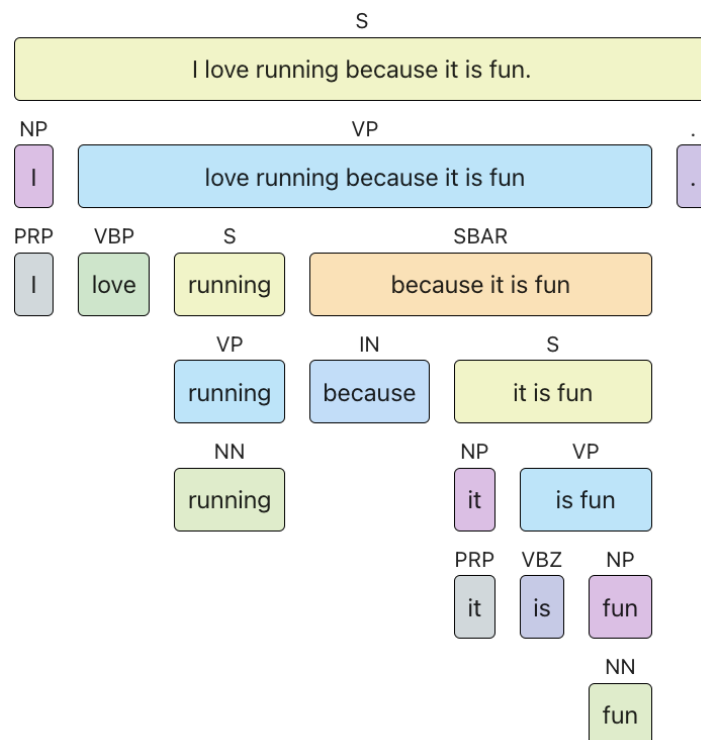 S
I love running because it is fun.
NP VP .
I love running because it is fun .
PRP VBP S SBAR
I love running because it is fun
VP IN S
running because it is fun
NN NP VP
running it is fun
PRP VBZ NP
it is fun
NN
fun